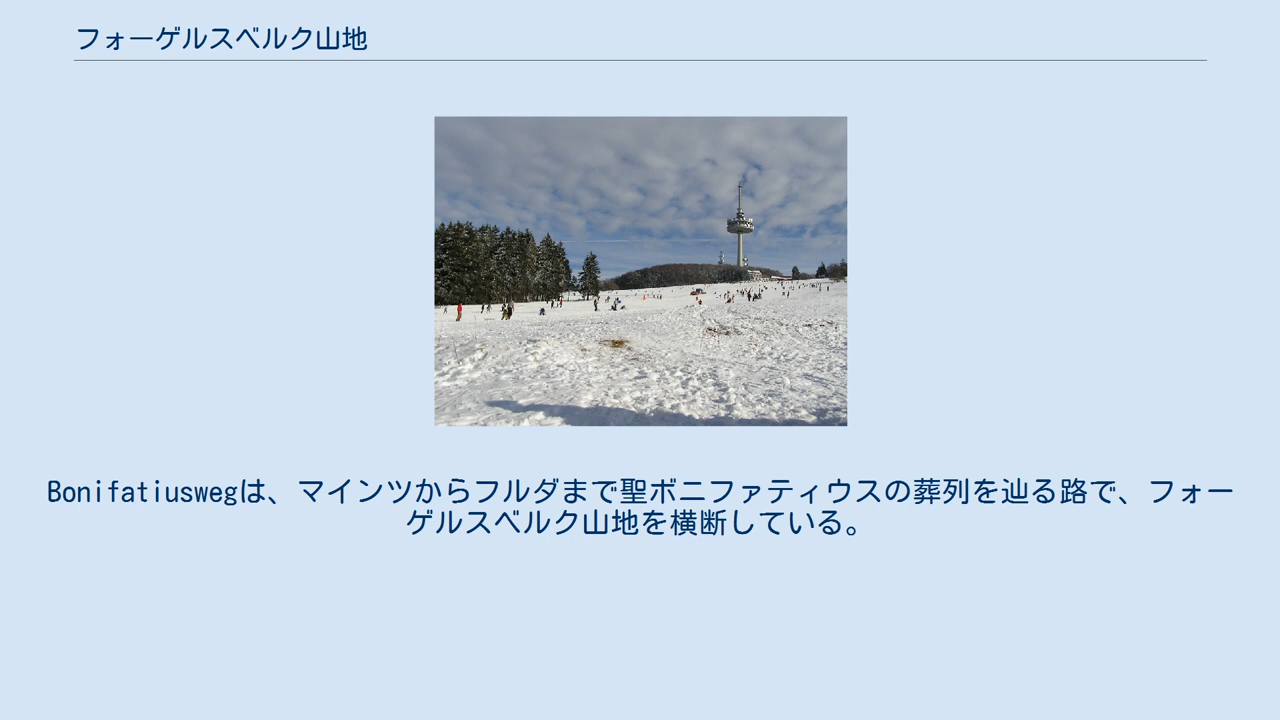 フォーゲルスベルク山地
Bonifatiuswegは、マインツからフルダまで聖ボニファティウスの葬列を辿る路で、フォー
ゲルスベルク山地を横断している。